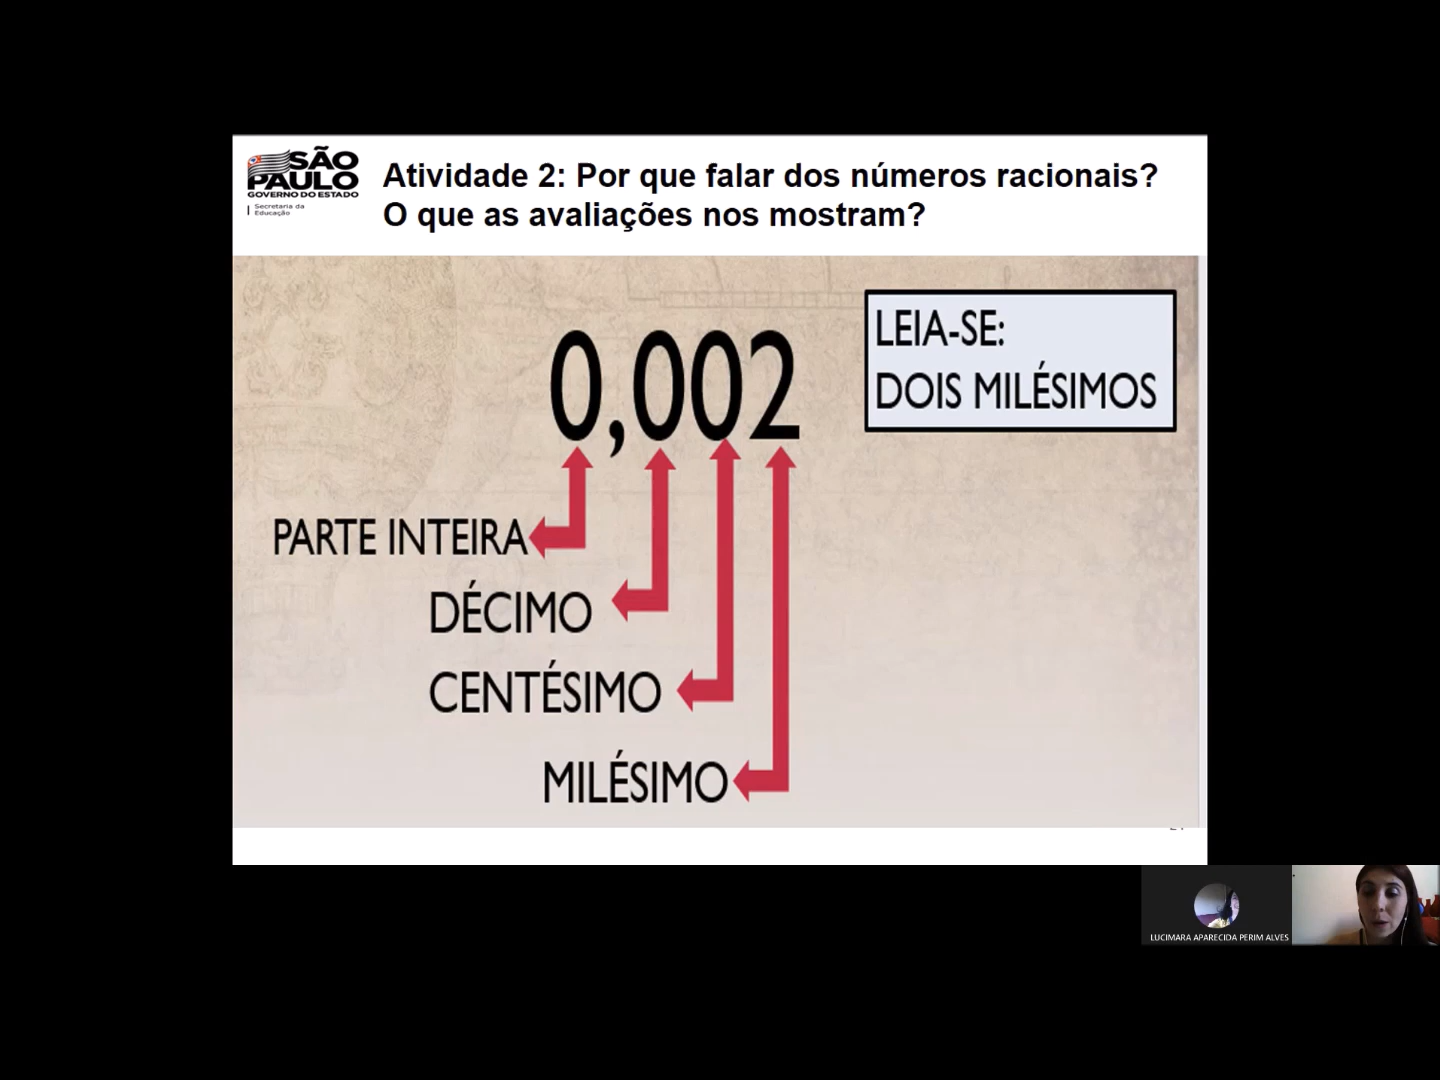 SÃO
PAULO
GOVERNO DO ESTADO
Secretaria da
Educação
Atividade 2: Por que falar dos números racionais?
O que as avaliações nos mostram?
0,002
LEIA-SE:
DOIS MILÉSIMOS
PARTE INTEIRA
DÉCIMO
CENTÉSIMO
MILÉSIMO
LUCIMARA APARECIDA PERIM ALVES